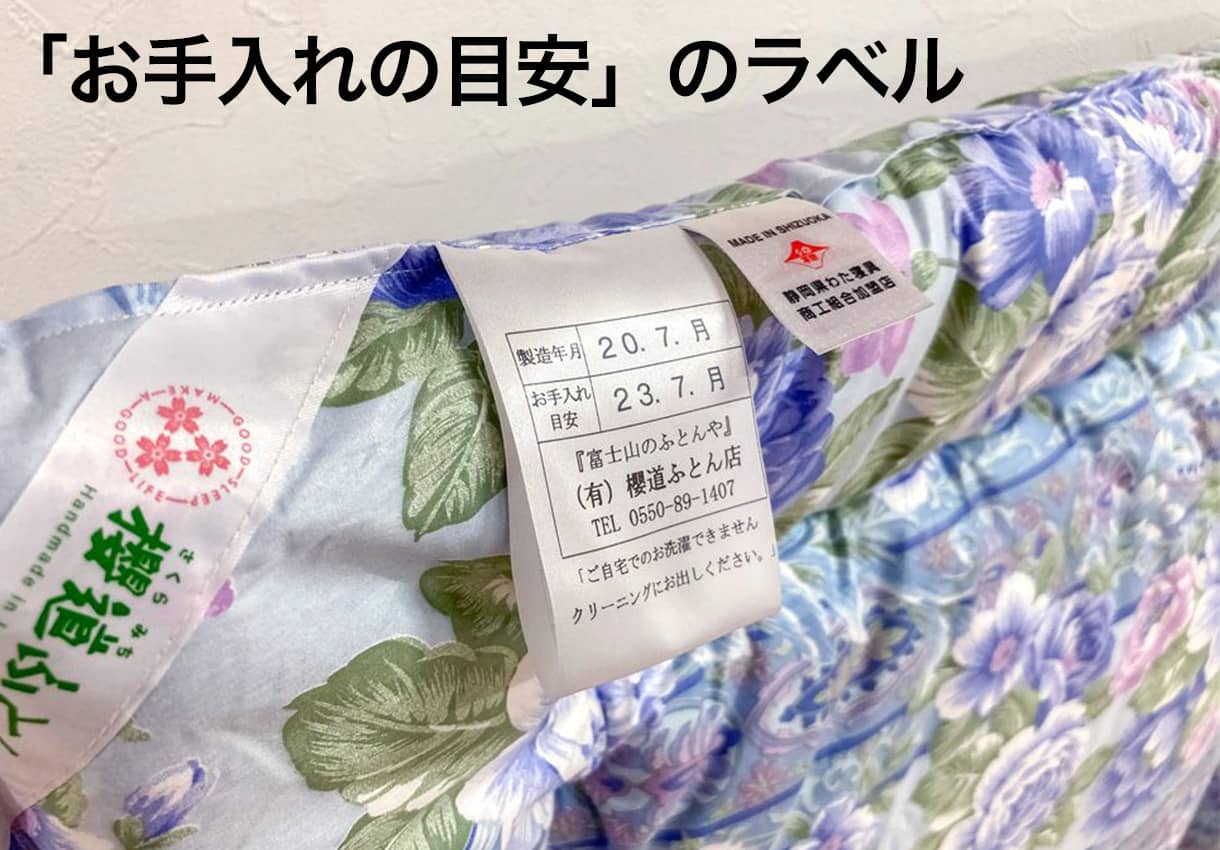 「お手入れの目安」のラベル
MADE IN SHIZUOKA
静岡県わた寝具
商工組合加盟店
製造年月 20.7.月
お手入れ
目安 23.7.月
『富士山のふとんや』
(有)櫻道ふとん店
TEL 0550-89-1407
「ご自宅でのお洗濯できません
クリーニングにお出しください。」
MAKE-A-GOOD-SLEEP-GOOD-LIFE
櫻道ふと
さくら みち
Handmade in